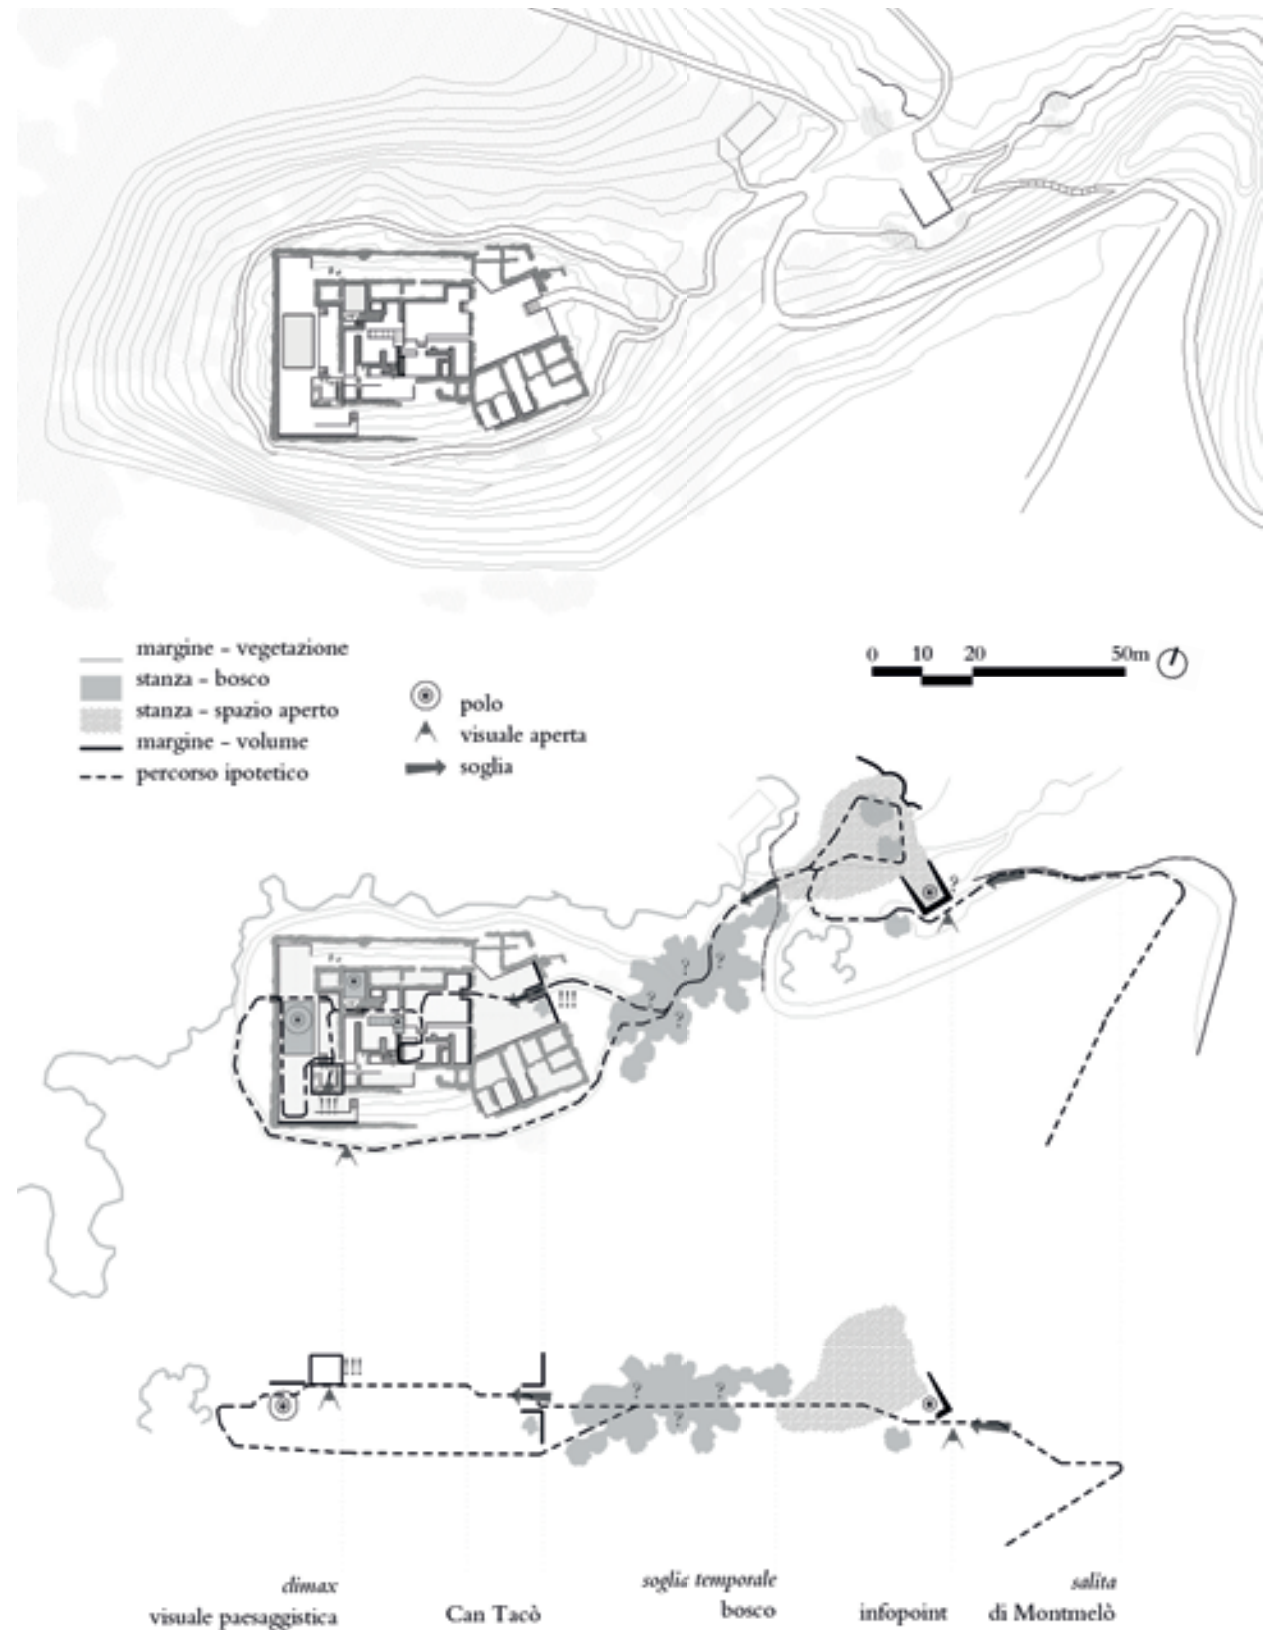 margine - vegetazione
stanza - bosco
stanza - spazio aperto
margine - volume
percorso ipotetico
polo
visuale aperta
soglia
0 10 20 50m
?
? ?
? ?
!!!
!!!
!!!
? ?
?
climax
visuale paesaggistica
Can Tacò
soglia temporale
bosco
infopoint
salita
di Montmelò